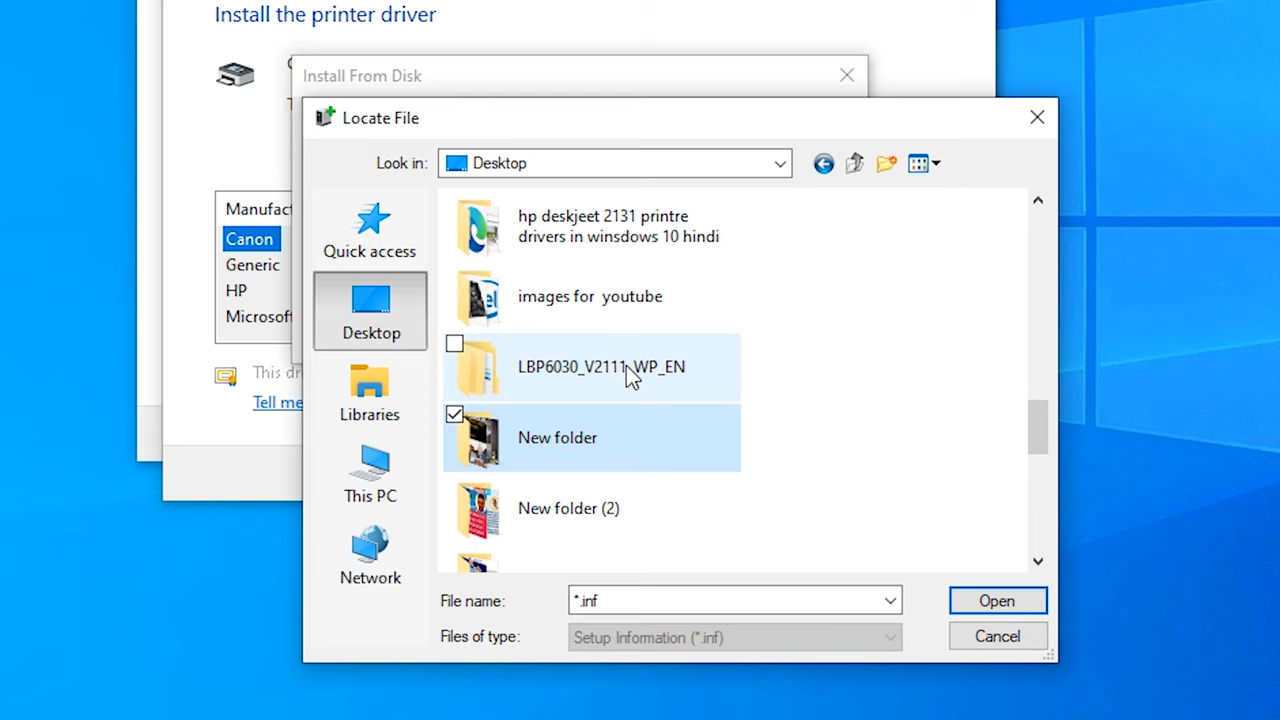 Install the printer driver
Install From Disk
Locate File
Look in:
Desktop
Manufact
Canon
Generic
HP
Microsof
This dr
Tell me
Quick access
Desktop
Libraries
This PC
Network
hp deskjeet 2131 printre
drivers in winsdows 10 hindi
images for youtube
LBP6030_V2111_WP_EN
New folder
New folder (2)
File name:
*.inf
Open
Files of type:
Setup Information (*.inf)
Cancel